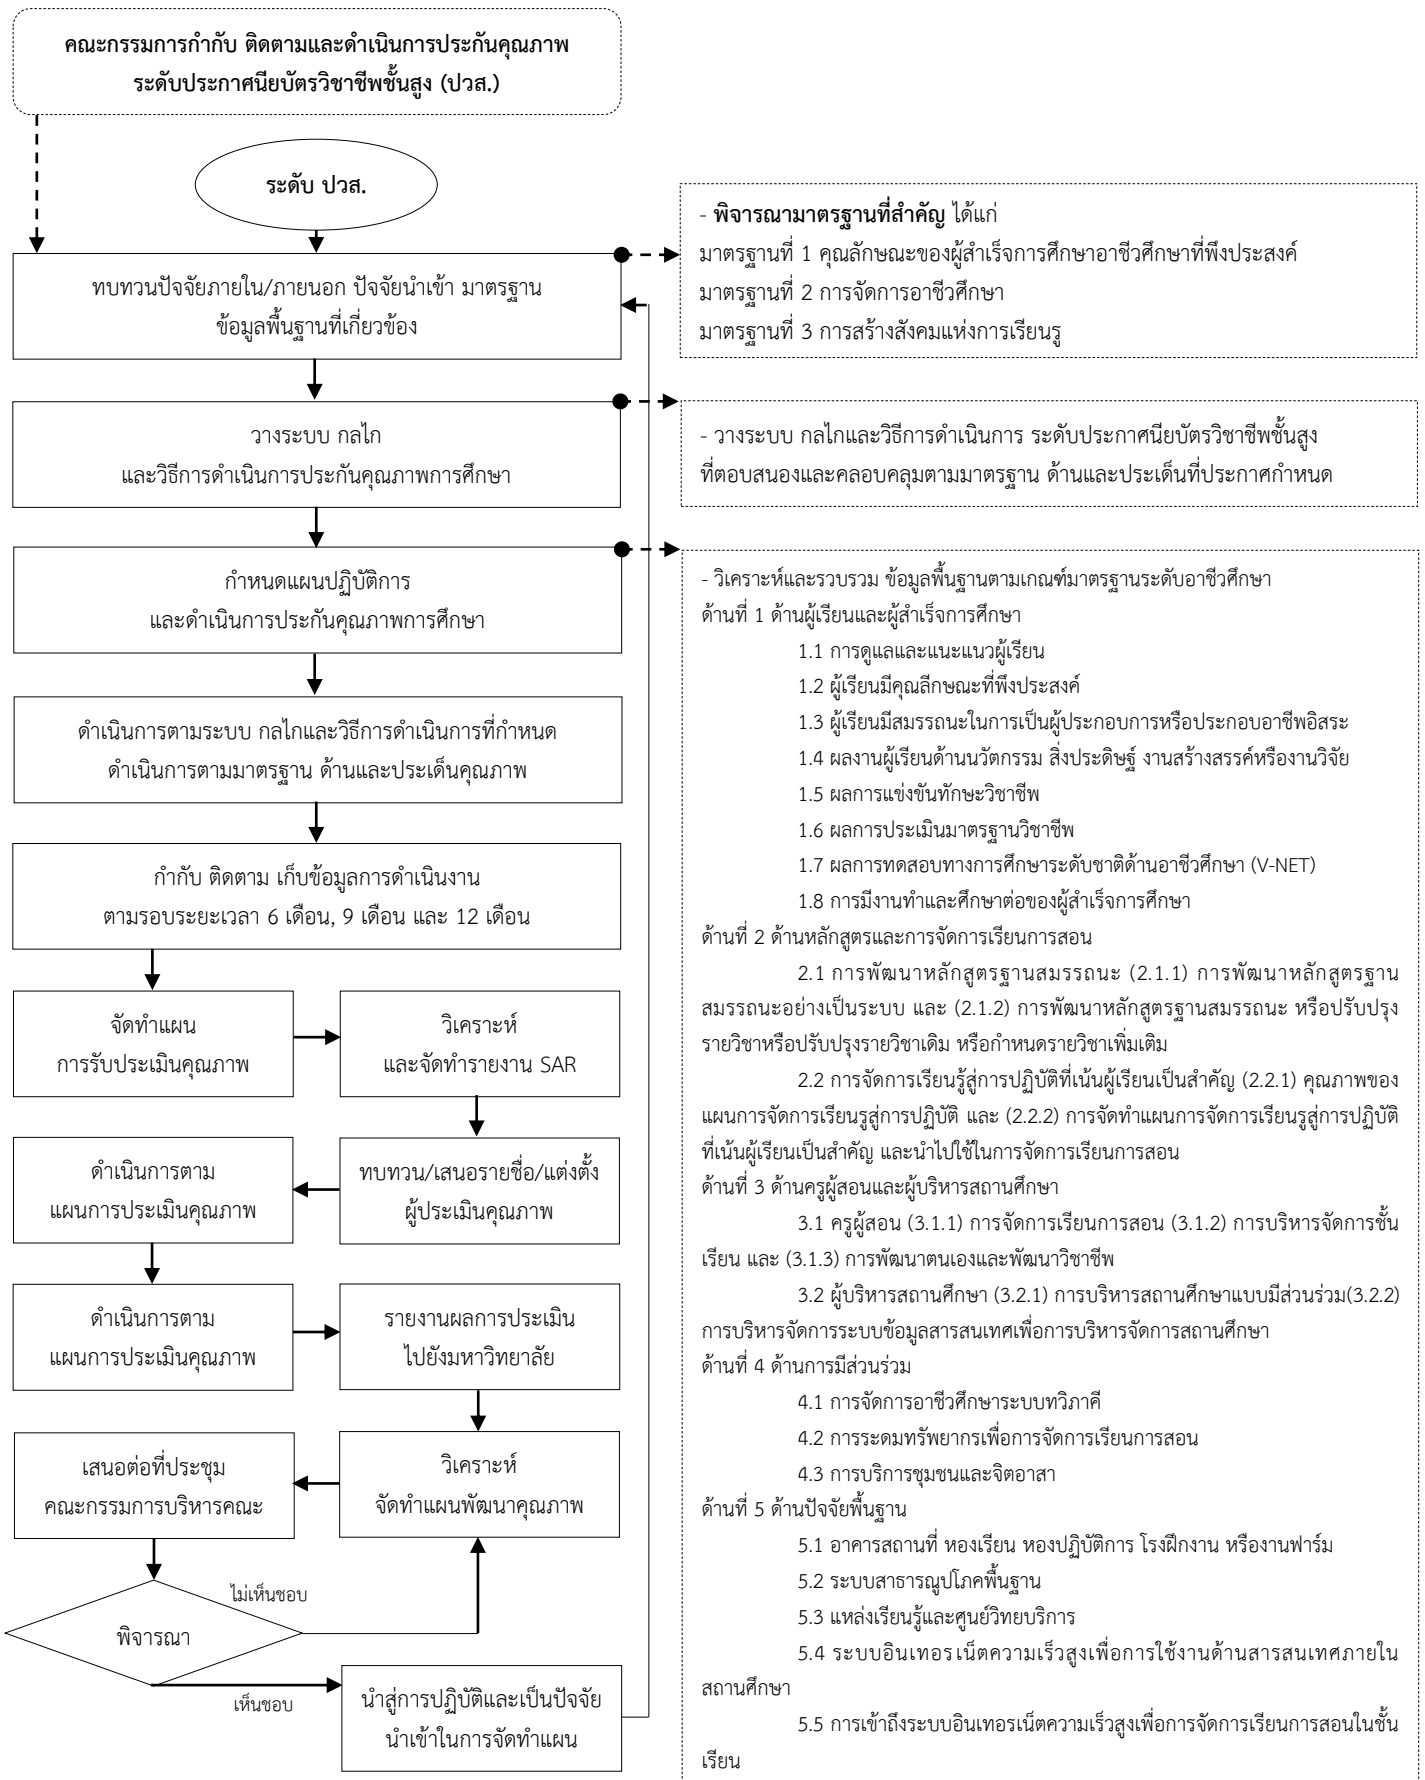 คณะกรรมการกำกับ ติดตามและดำเนินการประกันคุณภาพ
ระดับประกาศนียบัตรวิชาชีพชั้นสูง (ปวส.)
ระดับ ปวส.
ทบทวนปัจจัยภายใน/ภายนอก ปัจจัยนำเข้า มาตรฐาน
ข้อมูลพื้นฐานที่เกี่ยวข้อง
วางระบบ กลไก
และวิธีการดำเนินการประกันคุณภาพการศึกษา
กำหนดแผนปฏิบัติการ
และดำเนินการประกันคุณภาพการศึกษา
ดำเนินการตามระบบ กลไกและวิธีการดำเนินการที่กำหนด
ดำเนินการตามมาตรฐาน ด้านและประเด็นคุณภาพ
กำกับ ติดตาม เก็บข้อมูลการดำเนินงาน
ตามรอบระยะเวลา 6 เดือน, 9 เดือน และ 12 เดือน
จัดทำแผน
การรับประเมินคุณภาพ
วิเคราะห์
และจัดทำรายงาน SAR
ทบทวน/เสนอรายชื่อ/แต่งตั้ง
ผู้ประเมินคุณภาพ
ดำเนินการตาม
แผนการประเมินคุณภาพ
ดำเนินการตาม
แผนการประเมินคุณภาพ
รายงานผลการประเมิน
ไปยังมหาวิทยาลัย
วิเคราะห์
จัดทำแผนพัฒนาคุณภาพ
เสนอต่อที่ประชุม
คณะกรรมการบริหารคณะ
พิจารณา
ไม่เห็นชอบ
เห็นชอบ
นำสู่การปฏิบัติและเป็นปัจจัย
นำเข้าในการจัดทำแผน
- พิจารณามาตรฐานที่สำคัญ ได้แก่
มาตรฐานที่ 1 คุณลักษณะของผู้สำเร็จการศึกษาอาชีวศึกษาที่พึงประสงค์
มาตรฐานที่ 2 การจัดการอาชีวศึกษา
มาตรฐานที่ 3 การสร้างสังคมแห่งการเรียนรู
- วางระบบ กลไกและวิธีการดำเนินการ ระดับประกาศนียบัตรวิชาชีพชั้นสูง
ที่ตอบสนองและคลอบคลุมตามมาตรฐาน ด้านและประเด็นที่ประกาศกำหนด
- วิเคราะห์และรวบรวม ข้อมูลพื้นฐานตามเกณฑ์มาตรฐานระดับอาชีวศึกษา
ด้านที่ 1 ด้านผู้เรียนและผู้สำเร็จการศึกษา
1.1 การดูแลและแนะแนวผู้เรียน
1.2 ผู้เรียนมีคุณลีกษณะที่พึงประสงค์
1.3 ผู้เรียนมีสมรรถนะในการเป็นผู้ประกอบการหรือประกอบอาชีพอิสระ
1.4 ผลงานผู้เรียนด้านนวัตกรรม สิ่งประดิษฐ์ งานสร้างสรรค์หรืองานวิจัย
1.5 ผลการแข่งขันทักษะวิชาชีพ
1.6 ผลการประเมินมาตรฐานวิชาชีพ
1.7 ผลการทดสอบทางการศึกษาระดับชาติด้านอาชีวศึกษา (V-NET)
1.8 การมีงานทำและศึกษาต่อของผู้สำเร็จการศึกษา
ด้านที่ 2 ด้านหลักสูตรและการจัดการเรียนการสอน
2.1 การพัฒนาหลักสูตรฐานสมรรถนะ (2.1.1) การพัฒนาหลักสูตรฐาน
สมรรถนะอย่างเป็นระบบ และ (2.1.2) การพัฒนาหลักสูตรฐานสมรรถนะ หรือปรับปรุง
รายวิชาหรือปรับปรุงรายวิชาเดิม หรือกำหนดรายวิชาเพิ่มเติม
2.2 การจัดการเรียนรู้สู่การปฏิบัติที่เน้นผู้เรียนเป็นสำคัญ (2.2.1) คุณภาพของ
แผนการจัดการเรียนรูสู่การปฏิบัติ และ (2.2.2) การจัดทำแผนการจัดการเรียนรูสู่การปฏิบัติ
ที่เน้นผู้เรียนเป็นสำคัญ และนำไปใช้ในการจัดการเรียนการสอน
ด้านที่ 3 ด้านครูผู้สอนและผู้บริหารสถานศึกษา
3.1 ครูผู้สอน (3.1.1) การจัดการเรียนการสอน (3.1.2) การบริหารจัดการชั้น
เรียน และ (3.1.3) การพัฒนาตนเองและพัฒนาวิชาชีพ
3.2 ผู้บริหารสถานศึกษา (3.2.1) การบริหารสถานศึกษาแบบมีส่วนร่วม(3.2.2)
การบริหารจัดการระบบข้อมูลสารสนเทศเพื่อการบริหารจัดการสถานศึกษา
ด้านที่ 4 ด้านการมีส่วนร่วม
4.1 การจัดการอาชีวศึกษาระบบทวิภาคี
4.2 การระดมทรัพยากรเพื่อการจัดการเรียนการสอน
4.3 การบริการชุมชนและจิตอาสา
ด้านที่ 5 ด้านปัจจัยพื้นฐาน
5.1 อาคารสถานที่ หองเรียน หองปฏิบัติการ โรงฝึกงาน หรืองานฟาร์ม
5.2 ระบบสาธารณูปโภคพื้นฐาน
5.3 แหล่งเรียนรู้และศูนย์วิทยบริการ
5.4 ระบบอินเทอรเน็ตความเร็วสูงเพื่อการใช้งานด้านสารสนเทศภายใน
สถานศึกษา
5.5 การเข้าถึงระบบอินเทอรเน็ตความเร็วสูงเพื่อการจัดการเรียนการสอนในชั้น
เรียน